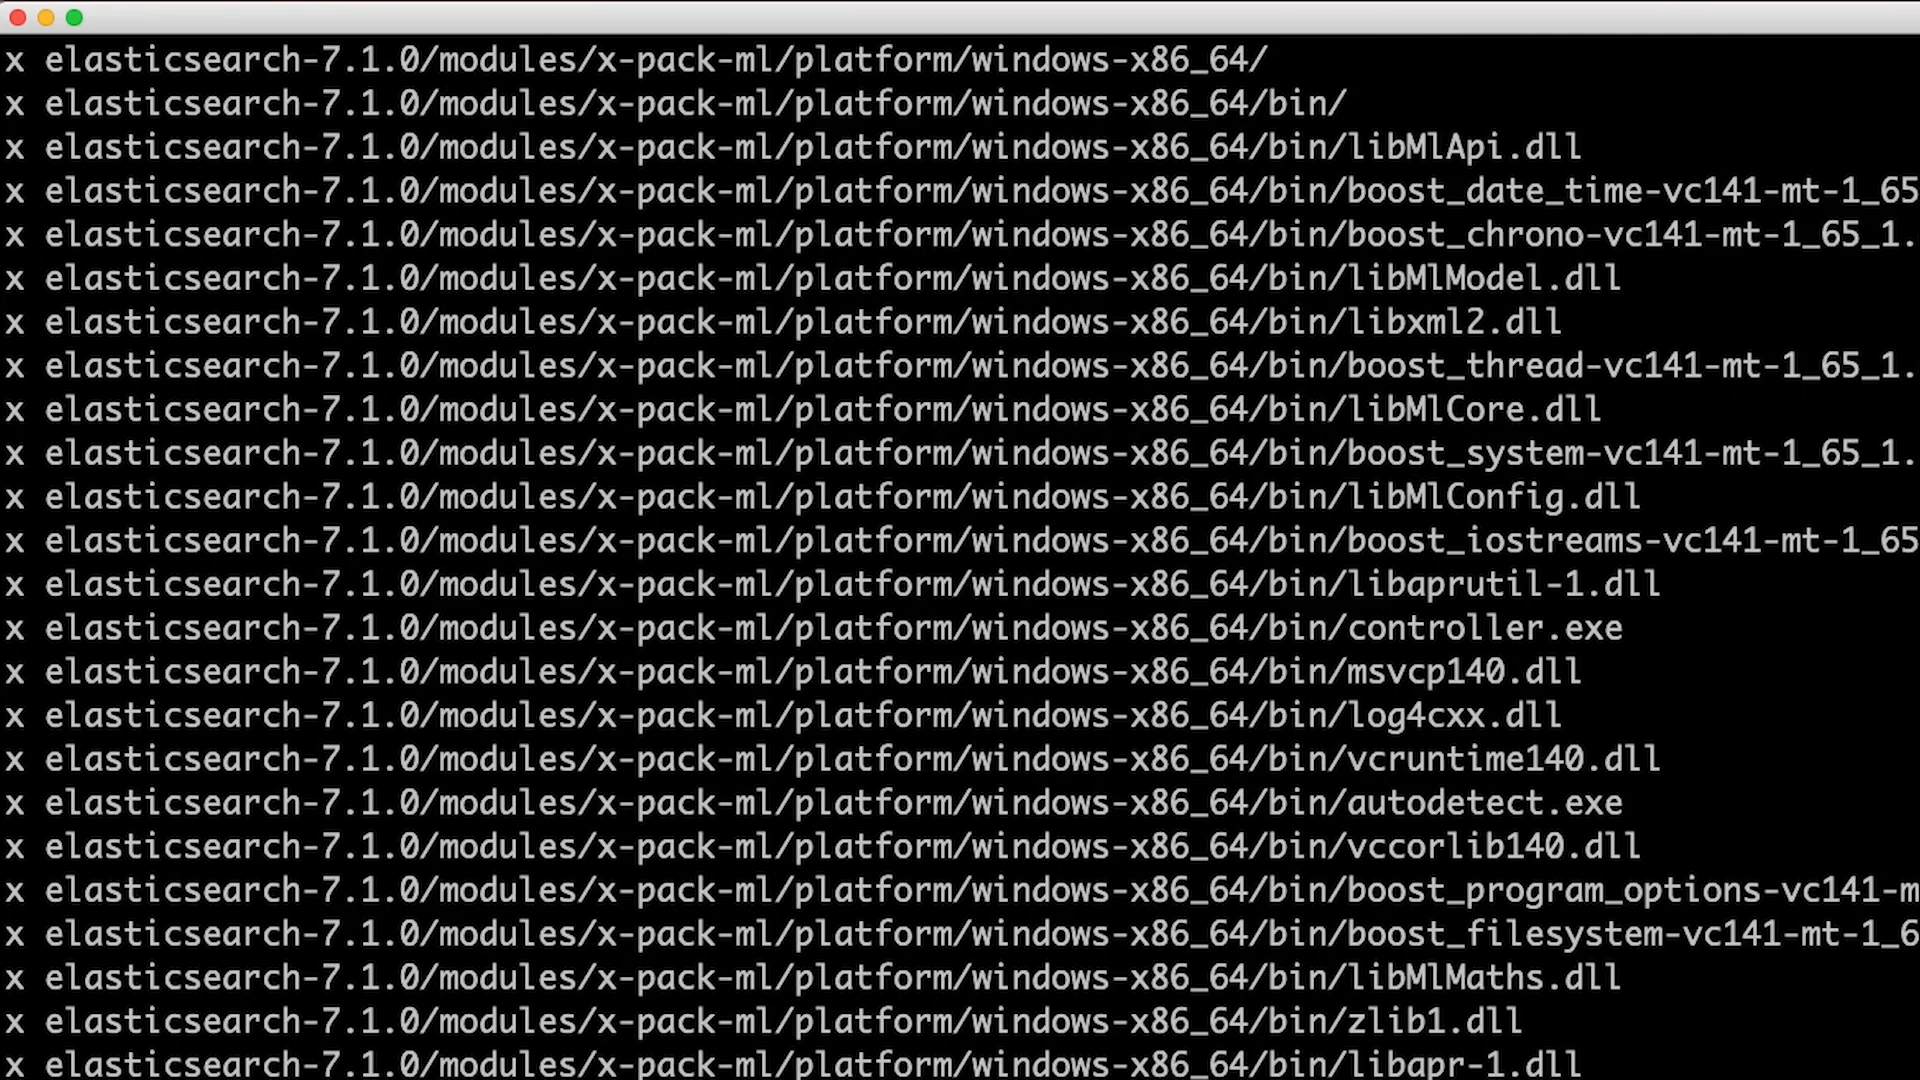 x elasticsearch-7.1.0/modules/x-pack-ml/platform/windows-x86_64/
x elasticsearch-7.1.0/modules/x-pack-ml/platform/windows-x86_64/bin/
x elasticsearch-7.1.0/modules/x-pack-ml/platform/windows-x86_64/bin/libMlApi.dll
x elasticsearch-7.1.0/modules/x-pack-ml/platform/windows-x86_64/bin/boost_date_time-vc141-mt-1_65
x elasticsearch-7.1.0/modules/x-pack-ml/platform/windows-x86_64/bin/boost_chrono-vc141-mt-1_65_1.
x elasticsearch-7.1.0/modules/x-pack-ml/platform/windows-x86_64/bin/libMlModel.dll
x elasticsearch-7.1.0/modules/x-pack-ml/platform/windows-x86_64/bin/libxml2.dll
x elasticsearch-7.1.0/modules/x-pack-ml/platform/windows-x86_64/bin/boost_thread-vc141-mt-1_65_1.
x elasticsearch-7.1.0/modules/x-pack-ml/platform/windows-x86_64/bin/libMlCore.dll
x elasticsearch-7.1.0/modules/x-pack-ml/platform/windows-x86_64/bin/boost_system-vc141-mt-1_65_1.
x elasticsearch-7.1.0/modules/x-pack-ml/platform/windows-x86_64/bin/libMlConfig.dll
x elasticsearch-7.1.0/modules/x-pack-ml/platform/windows-x86_64/bin/boost_iostreams-vc141-mt-1_65
x elasticsearch-7.1.0/modules/x-pack-ml/platform/windows-x86_64/bin/libaprutil-1.dll
x elasticsearch-7.1.0/modules/x-pack-ml/platform/windows-x86_64/bin/controller.exe
x elasticsearch-7.1.0/modules/x-pack-ml/platform/windows-x86_64/bin/msvcp140.dll
x elasticsearch-7.1.0/modules/x-pack-ml/platform/windows-x86_64/bin/log4cxx.dll
x elasticsearch-7.1.0/modules/x-pack-ml/platform/windows-x86_64/bin/vcruntime140.dll
x elasticsearch-7.1.0/modules/x-pack-ml/platform/windows-x86_64/bin/autodetect.exe
x elasticsearch-7.1.0/modules/x-pack-ml/platform/windows-x86_64/bin/vccorlib140.dll
x elasticsearch-7.1.0/modules/x-pack-ml/platform/windows-x86_64/bin/boost_program_options-vc141-m
x elasticsearch-7.1.0/modules/x-pack-ml/platform/windows-x86_64/bin/boost_filesystem-vc141-mt-1_6
x elasticsearch-7.1.0/modules/x-pack-ml/platform/windows-x86_64/bin/libMlMaths.dll
x elasticsearch-7.1.0/modules/x-pack-ml/platform/windows-x86_64/bin/zlib1.dll
x elasticsearch-7.1.0/modules/x-pack-ml/platform/windows-x86_64/bin/libapr-1.dll